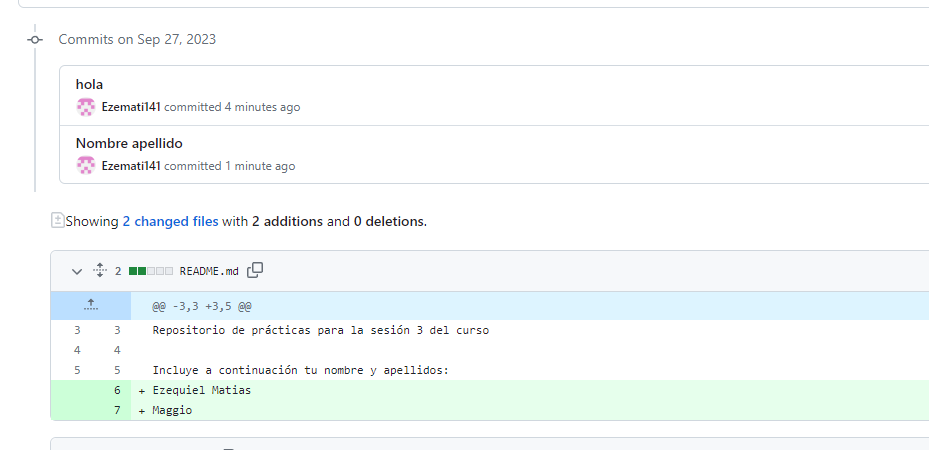 Commits on Sep 27, 2023
hola
Ezemati141 committed 4 minutes ago
Nombre apellido
Ezemati141 committed 1 minute ago
Showing 2 changed files with 2 additions and 0 deletions.
2 README.md
@@ -3,3 +3,5 @@
3 3 Repositorio de prácticas para la sesión 3 del curso
4 4
5 5 Incluye a continuación tu nombre y apellidos:
6 + Ezequiel Matias
7 + Maggio